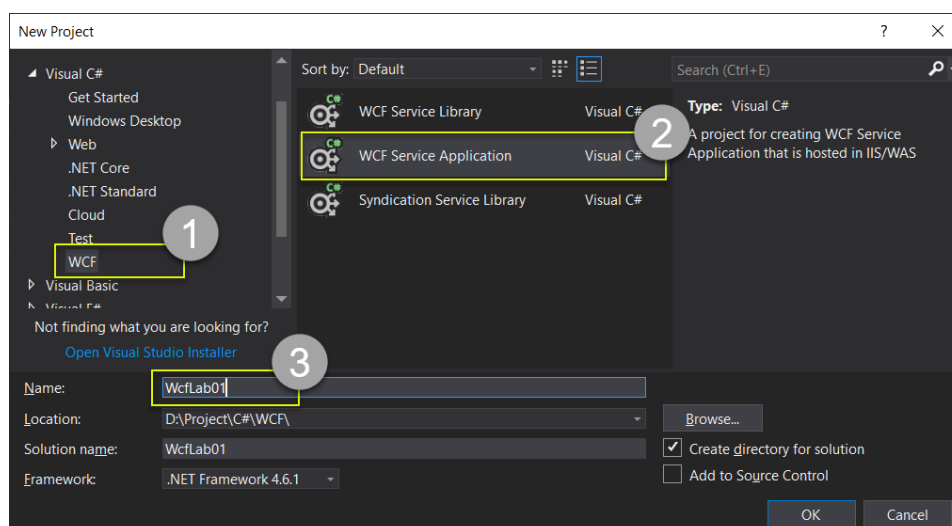 New Project
?
Visual C#
Get Started
Windows Desktop
Web
.NET Core
.NET Standard
Cloud
Test
WCF
Visual Basic
1
Not finding what you are looking for?
Open Visual Studio Installer
Sort by: Default
C# WCF Service Library Visual C#
C# WCF Service Application Visual C#
C# Syndication Service Library Visual C#
2
Search (Ctrl+E)
Type: Visual C#
A project for creating WCF Service
Application that is hosted in IIS/WAS
3
Name: WcfLab01
Location: D:\Project\C#\WCF\
Browse...
Solution name: WcfLab01
Create directory for solution
Framework: .NET Framework 4.6.1
Add to Source Control
OK Cancel